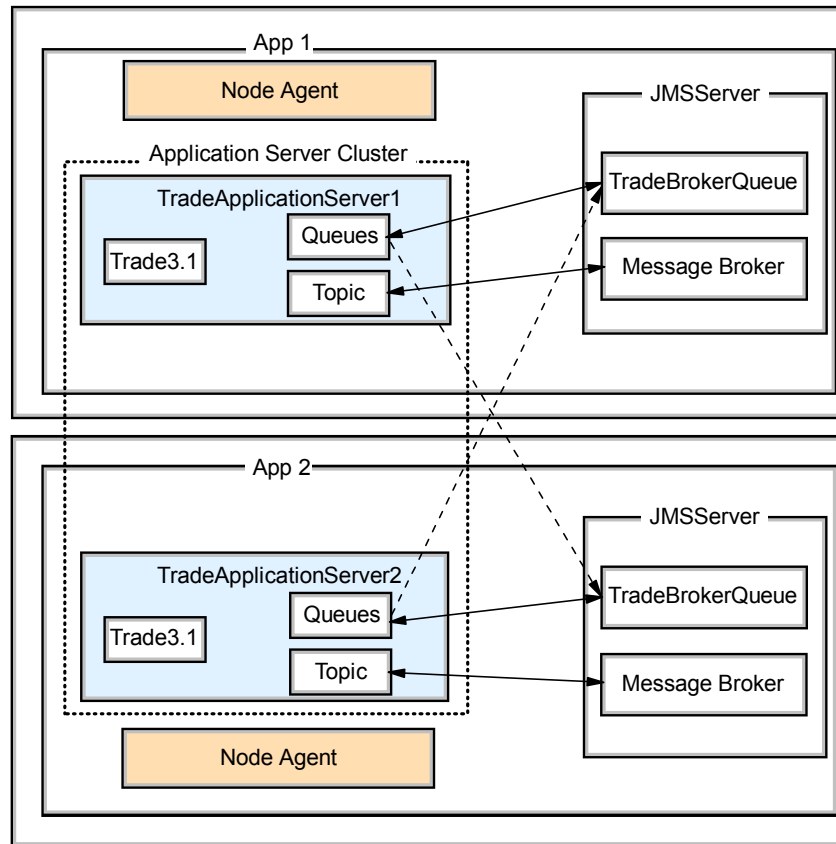 App 1
Node Agent
JMSServer
Application Server Cluster
TradeApplicationServer1
Queues
Trade3.1
Topic
TradeBrokerQueue
Message Broker
App 2
JMSServer
TradeApplicationServer2
Queues
Trade3.1
Topic
TradeBrokerQueue
Message Broker
Node Agent